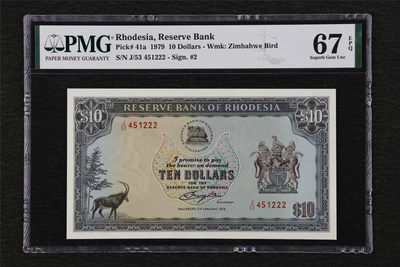 PMG
PAPER MONEY GUARANTY
Rhodesia, Reserve Bank
Pick# 41a 1979 10 Dollars - Wmk: Zimbabwe Bird
S/N J/53 451222 - Sign. #2
67 EPQ
Superb Gem Unc
RESERVE BANK OF RHODESIA
$10
$10
J/53 451222
I promise to pay
the bearer on demand
TEN DOLLARS
FOR THE
RESERVE BANK OF RHODESIA
J/53 451222
$10